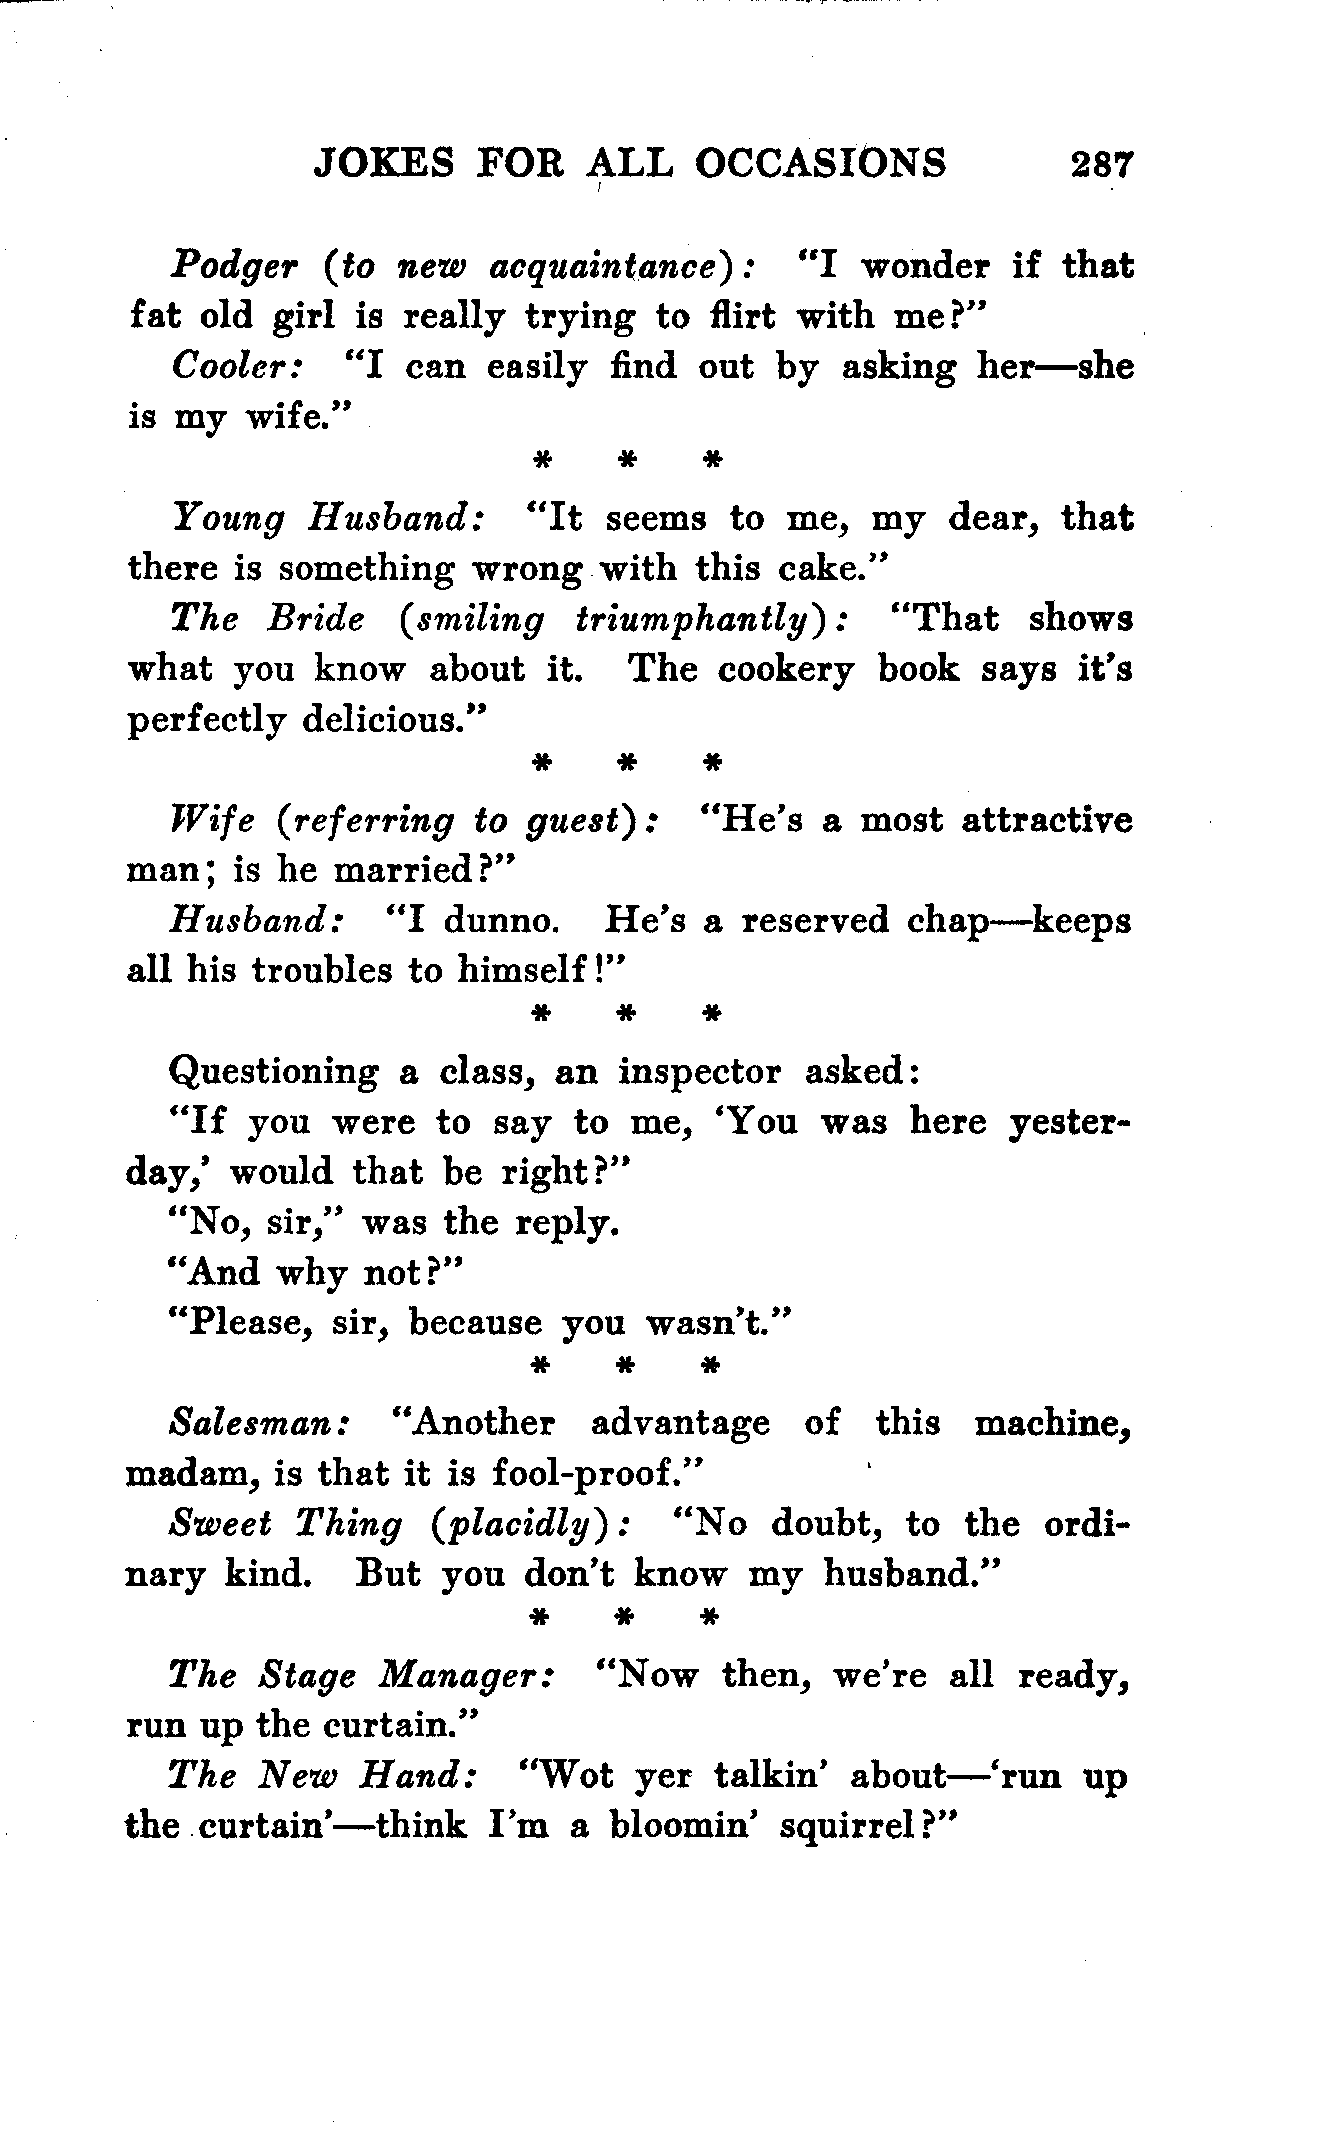 JOKES FOR ALL OCCASIONS 287
Podger (to new acquaintance): "I wonder if that
fat old girl is really trying to flirt with me?"
Cooler: "I can easily find out by asking her—she
is my wife."
* * *
Young Husband: "It seems to me, my dear, that
there is something wrong with this cake."
The Bride (smiling triumphantly): "That shows
what you know about it. The cookery book says it's
perfectly delicious."
* * *
Wife (referring to guest): "He's a most attractive
man; is he married?"
Husband: "I dunno. He's a reserved chap—keeps
all his troubles to himself!"
* * *
Questioning a class, an inspector asked:
"If you were to say to me, 'You was here yester-
day,' would that be right?"
"No, sir," was the reply.
"And why not?"
"Please, sir, because you wasn't."
* * *
Salesman: "Another advantage of this machine,
madam, is that it is fool-proof."
Sweet Thing (placidly): "No doubt, to the ordi-
nary kind. But you don't know my husband."
* * *
The Stage Manager: "Now then, we're all ready,
run up the curtain."
The New Hand: "Wot yer talkin' about—'run up
the curtain'—think I'm a bloomin' squirrel?"